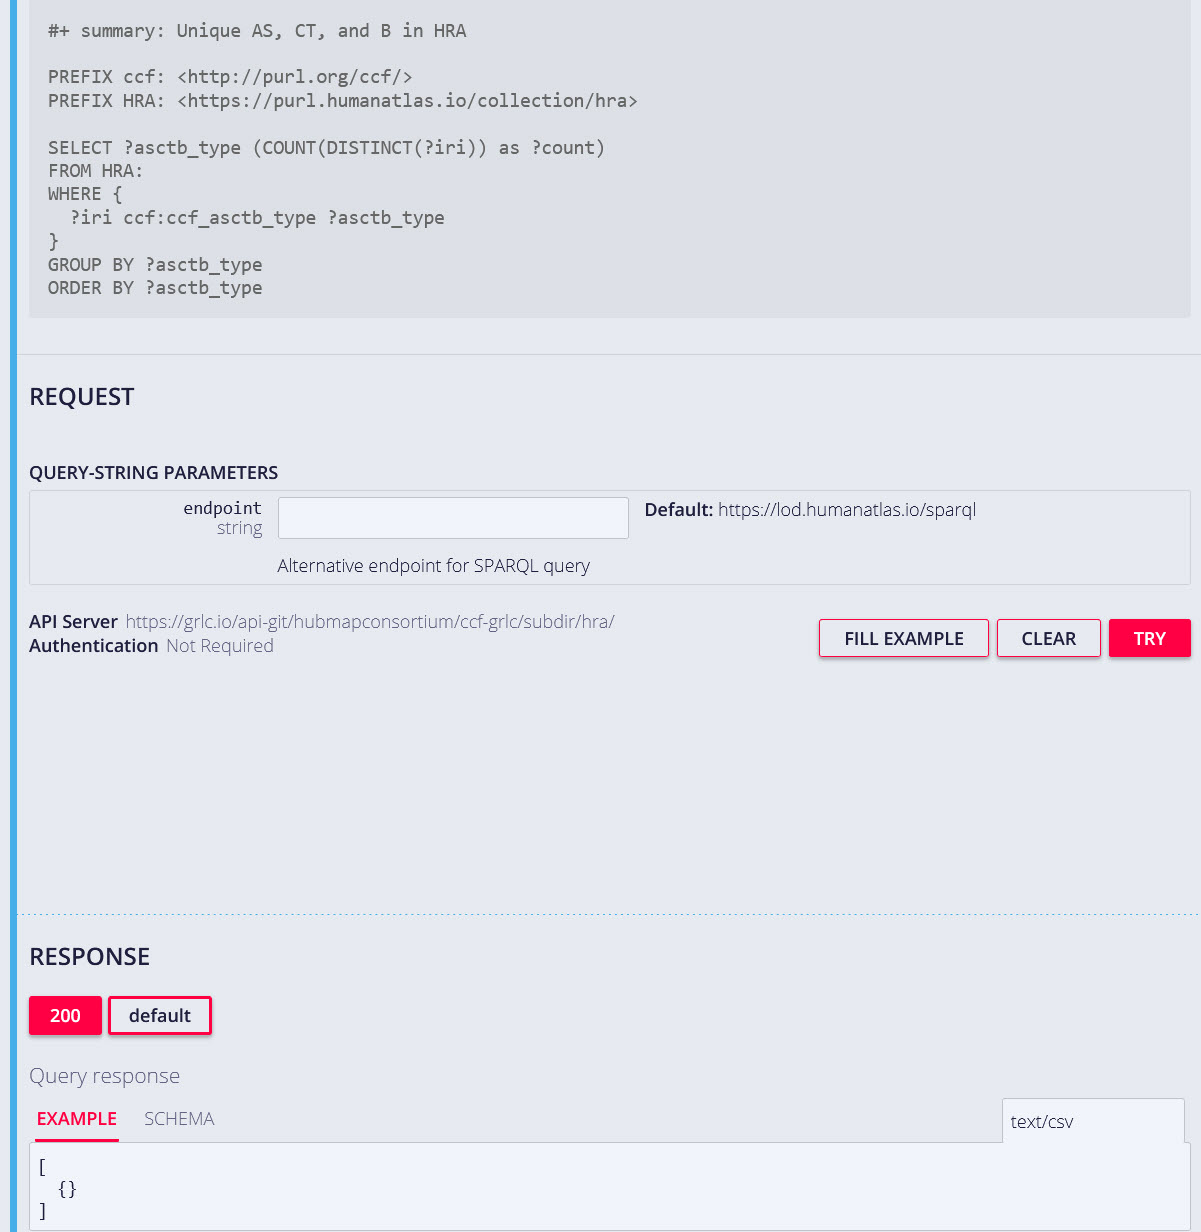 #+ summary: Unique AS, CT, and B in HRA
PREFIX ccf: <http://purl.org/ccf/>
PREFIX HRA: <https://purl.humanatlas.io/collection/hra>
SELECT ?asctb_type (COUNT(DISTINCT(?iri)) as ?count)
FROM HRA:
WHERE {
  ?iri ccf:ccf_asctb_type ?asctb_type
}
GROUP BY ?asctb_type
ORDER BY ?asctb_type
REQUEST
QUERY-STRING PARAMETERS
endpoint
string
Default: https://lod.humanatlas.io/sparql
Alternative endpoint for SPARQL query
API Server https://grlc.io/api-git/hubmapconsortium/ccf-grlc/subdir/hra/
Authentication Not Required
FILL EXAMPLE CLEAR TRY
RESPONSE
200 default
Query response
EXAMPLE SCHEMA text/csv
[
  {}
]